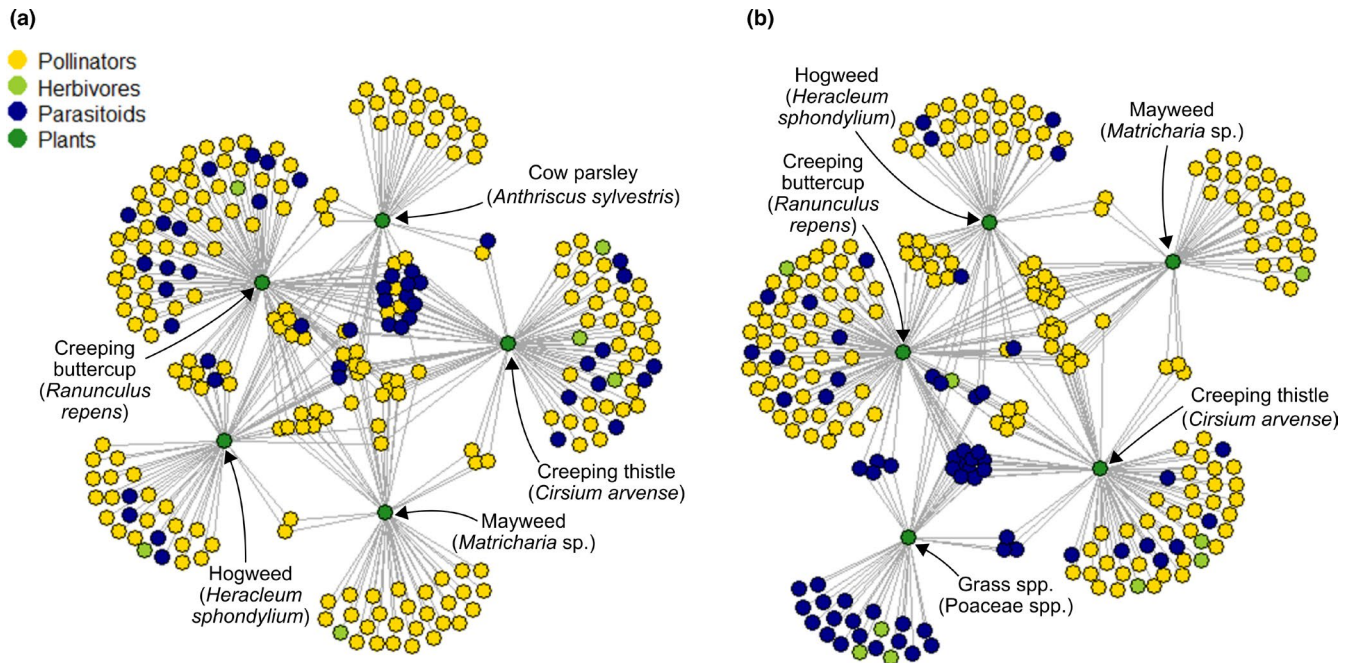 (a)
Pollinators
Herbivores
Parasitoids
Plants
Cow parsley
(Anthriscus sylvestris)
Creeping
buttercup
(Ranunculus
repens)
Creeping thistle
(Cirsium arvense)
Mayweed
(Matricharia sp.)
Hogweed
(Heracleum
sphondylium)
(b)
Hogweed
(Heracleum
sphondylium)
Mayweed
(Matricharia sp.)
Creeping
buttercup
(Ranunculus
repens)
Creeping thistle
(Cirsium arvense)
Grass spp.
(Poaceae spp.)